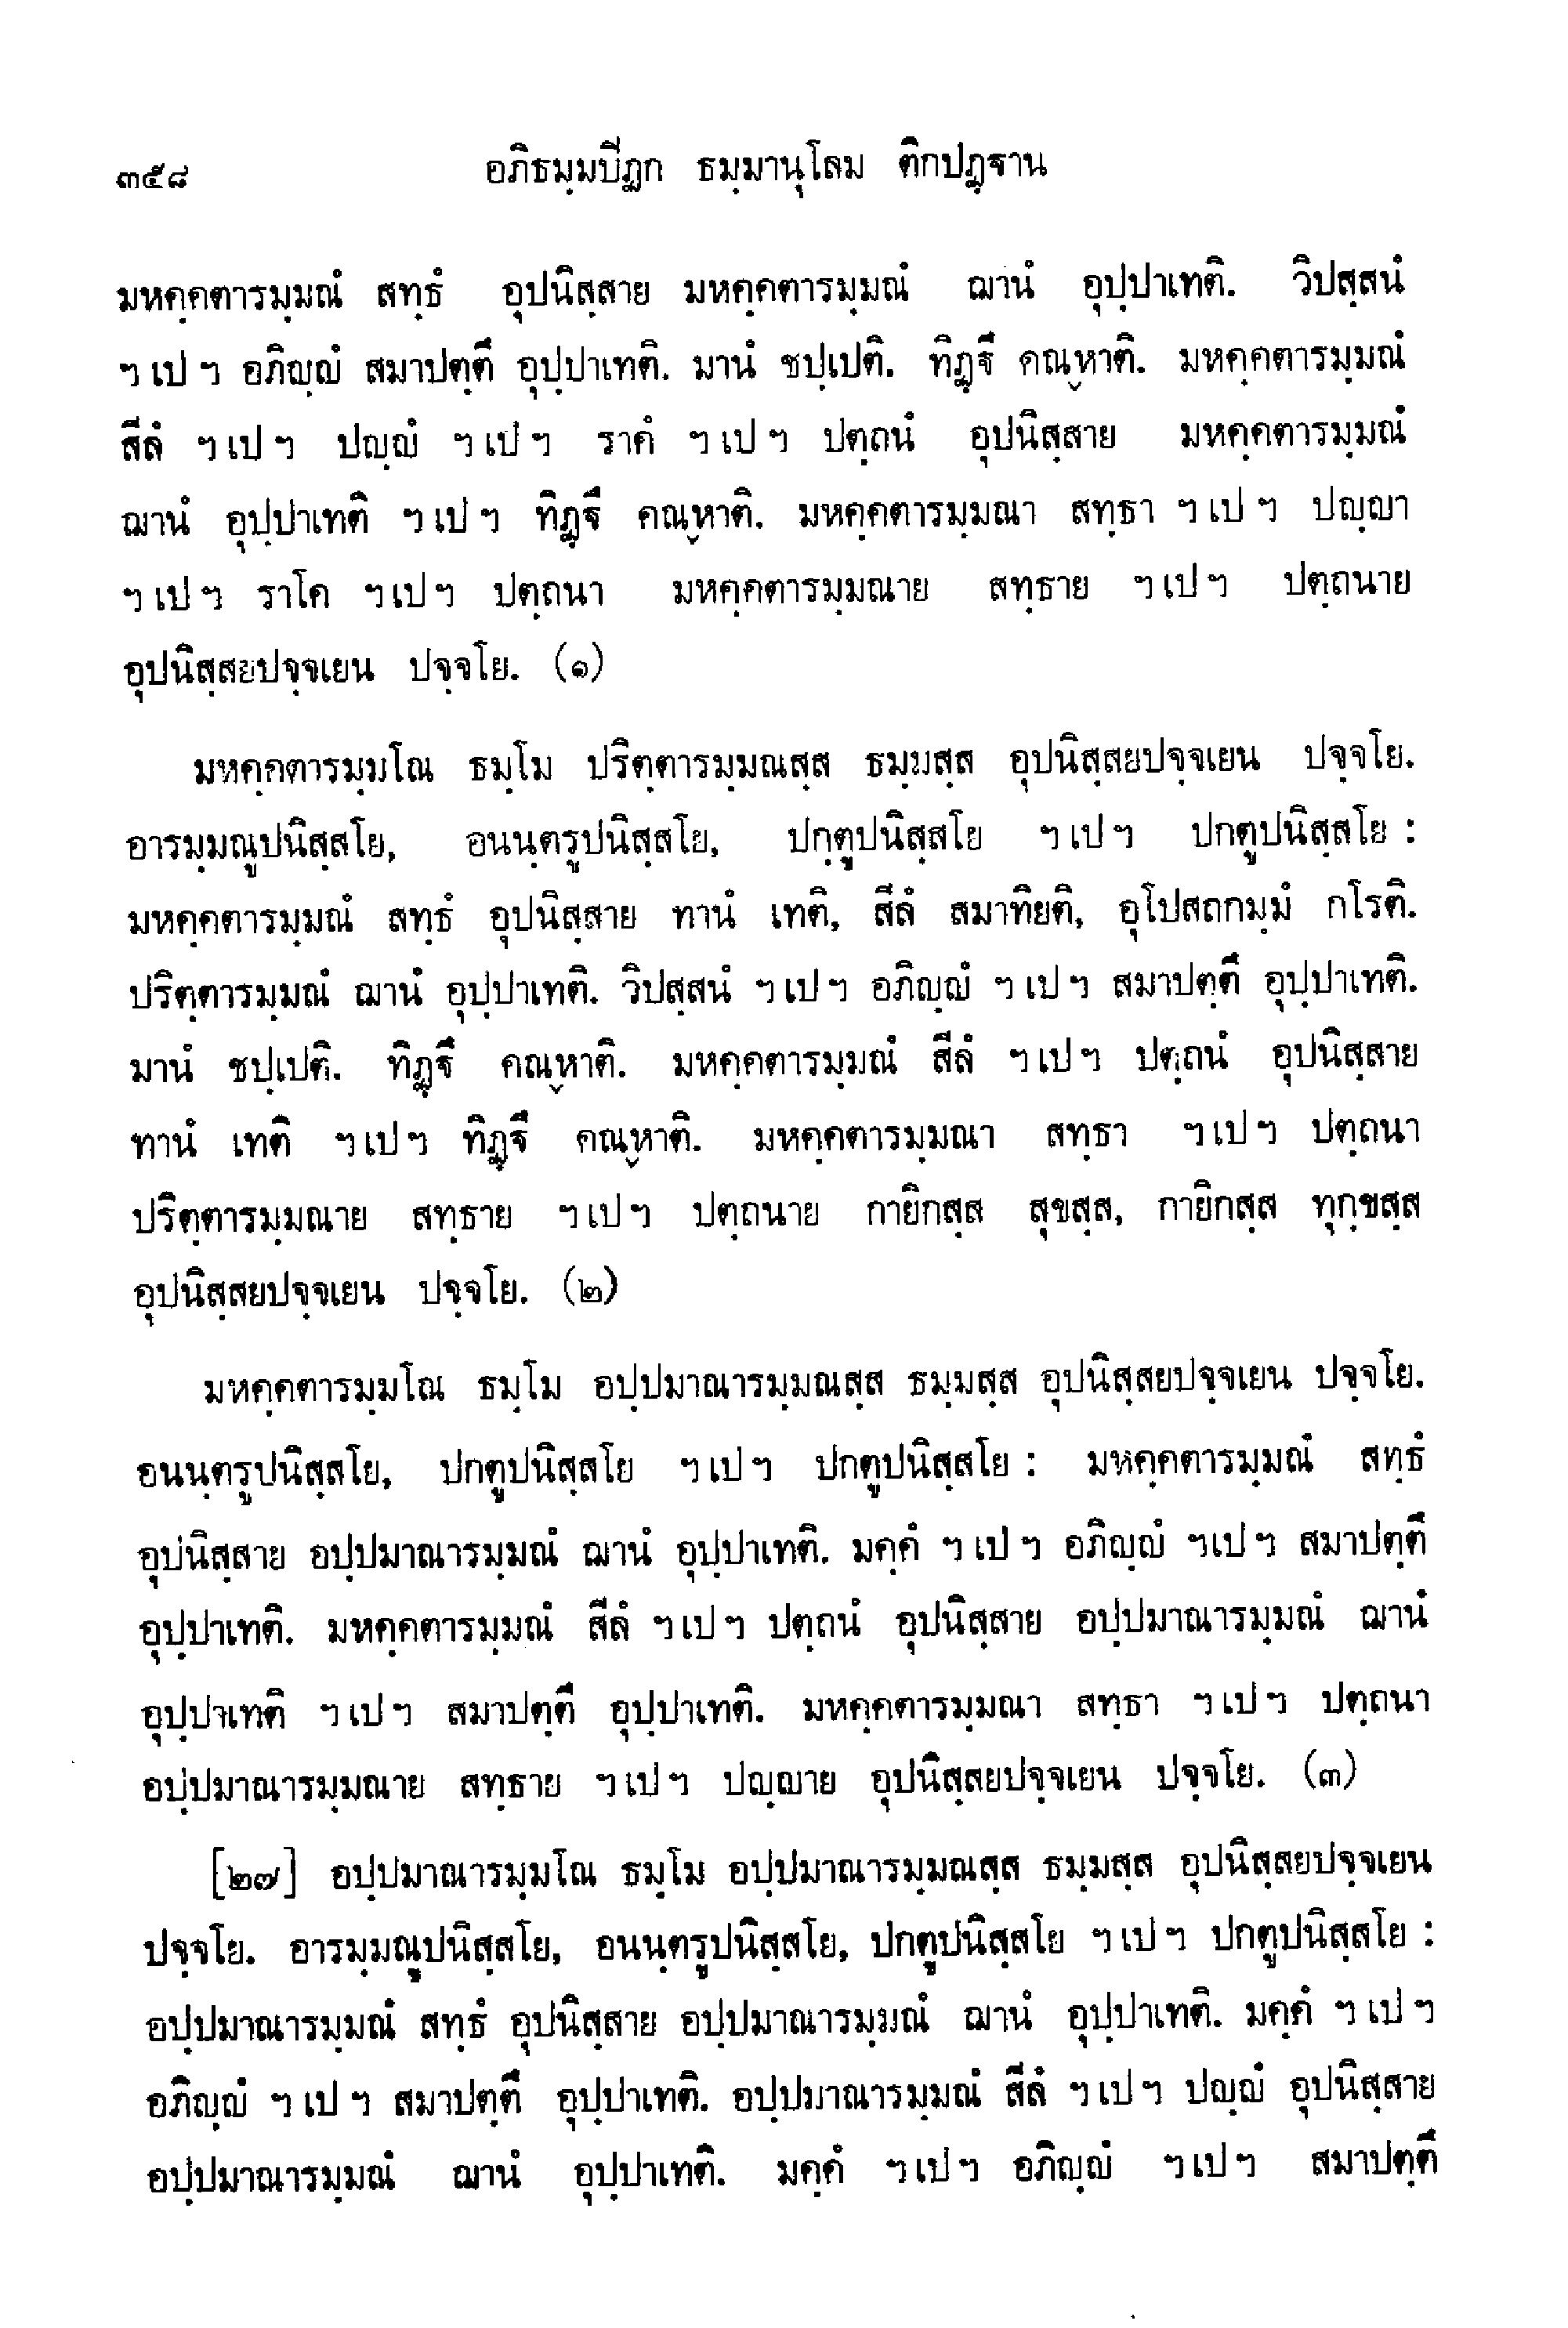 ๓๕๘ อภิธมฺมปีฏก ธมฺมานุโลม ติกปฏฺฐาน
มหคฺคตารมฺมณํ สทฺธํ อุปนิสฺสาย มหคฺคตารมฺมณํ ฌานํ อุปฺปาเทติ. วิปสฺสนํ
ฯ เป ฯ อภิญฺญํ สมาปตฺตึ อุปฺปาเทติ. มานํ ชปฺเปติ. ทิฏฺฐึ คณฺหาติ. มหคฺคตารมฺมณํ
สีลํ ฯ เป ฯ ปญฺญํ ฯ เป ฯ ราคํ ฯ เป ฯ ปตฺถนํ อุปนิสฺสาย มหคฺคตารมฺมณํ
ฌานํ อุปฺปาเทติ ฯ เป ฯ ทิฏฺฐึ คณฺหาติ. มหคฺคตารมฺมณา สทฺธา ฯ เป ฯ ปญฺญา
ฯ เป ฯ ราโค ฯ เป ฯ ปตฺถนา มหคฺคตารมฺมณาย สทฺธาย ฯ เป ฯ ปตฺถนาย
อุปนิสฺสยปจฺจเยน ปจฺจโย. (๑)
มหคฺคตารมฺมโณ ธมฺโม ปริตฺตารมฺมณสฺส ธมฺมสฺส อุปนิสฺสยปจฺจเยน ปจฺจโย.
อารมฺมณูปนิสฺสโย, อนนฺตรูปนิสฺสโย, ปกฺตูปนิสฺสโย ฯ เป ฯ ปกตูปนิสฺสโย :
มหคฺคตารมฺมณํ สทฺธํ อุปนิสฺสาย ทานํ เทติ, สีลํ สมาทิยติ, อุโปสถกมฺมํ กโรติ.
ปริตฺตารมฺมณํ ฌานํ อุปฺปาเทติ. วิปสฺสนํ ฯ เป ฯ อภิญฺญํ ฯ เป ฯ สมาปตฺตึ อุปฺปาเทติ.
มานํ ชปฺเปติ. ทิฏฺฐึ คณฺหาติ. มหคฺคตารมฺมณํ สีลํ ฯ เป ฯ ปตฺถนํ อุปนิสฺสาย
ทานํ เทติ ฯ เป ฯ ทิฏฺฐึ คณฺหาติ. มหคฺคตารมฺมณา สทฺธา ฯ เป ฯ ปตฺถนา
ปริตฺตารมฺมณาย สทฺธาย ฯ เป ฯ ปตฺถนาย กายิกสฺส สุขสฺส, กายิกสฺส ทุกฺขสฺส
อุปนิสฺสยปจฺจเยน ปจฺจโย. (๒)
มหคฺคตารมฺมโณ ธมฺโม อปฺปมาณารมฺมณสฺส ธมฺมสฺส อุปนิสฺสยปจฺจเยน ปจฺจโย.
อนนฺตรูปนิสฺสโย, ปกตูปนิสฺสโย ฯ เป ฯ ปกตูปนิสฺสโย : มหคฺคตารมฺมณํ สทฺธํ
อุปนิสฺสาย อปฺปมาณารมฺมณํ ฌานํ อุปฺปาเทติ. มคฺคํ ฯ เป ฯ อภิญฺญํ ฯ เป ฯ สมาปตฺตึ
อุปฺปาเทติ. มหคฺคตารมฺมณํ สีลํ ฯ เป ฯ ปตฺถนํ อุปนิสฺสาย อปฺปมาณารมฺมณํ ฌานํ
อุปฺปาเทติ ฯ เป ฯ สมาปตฺตึ อุปฺปาเทติ. มหคฺคตารมฺมณา สทฺธา ฯ เป ฯ ปตฺถนา
อปฺปมาณารมฺมณาย สทฺธาย ฯ เป ฯ ปญฺญาย อุปนิสฺสยปจฺจเยน ปจฺจโย. (๓)
[๒๗] อปฺปมาณารมฺมโณ ธมฺโม อปฺปมาณารมฺมณสฺส ธมฺมสฺส อุปนิสฺสยปจฺจเยน
ปจฺจโย. อารมฺมณูปนิสฺสโย, อนนฺตรูปนิสฺสโย, ปกตูปนิสฺสโย ฯ เป ฯ ปกตูปนิสฺสโย :
อปฺปมาณารมฺมณํ สทฺธํ อุปนิสฺสาย อปฺปมาณารมฺมณํ ฌานํ อุปฺปาเทติ. มคฺคํ ฯ เป ฯ
อภิญฺญํ ฯ เป ฯ สมาปตฺตึ อุปฺปาเทติ. อปฺปมาณารมฺมณํ สีลํ ฯ เป ฯ ปญฺญํ อุปนิสฺสาย
อปฺปมาณารมฺมณํ ฌานํ อุปฺปาเทติ. มคฺคํ ฯ เป ฯ อภิญฺญํ ฯ เป ฯ สมาปตฺตึ